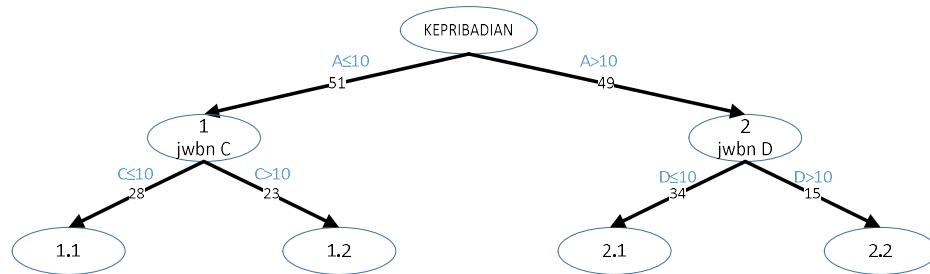 KEPRIBADIAN
A≤10
A>10
51
49
1
jwbn C
2
jwbn D
C≤10
C>10
D≤10
D>10
28
23
34
15
1.1
1.2
2.1
2.2